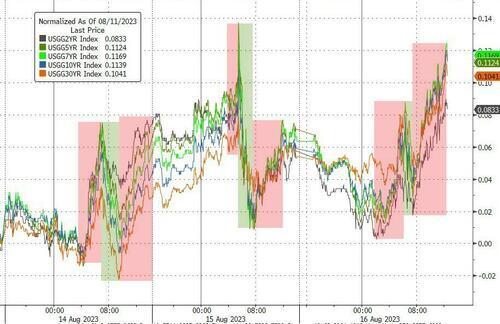 Normalized As Of 08/11/2023
Last Price
USGG2YR Index 0.0833
USGG5YR Index 0.1124
USGG7YR Index 0.1169
USGG10YR Index 0.1139
USGG30YR Index 0.1041
0.14
0.1169
0.1124
0.1041
0.0833
0.08
0.06
0.04
0.02
0.00
-0.02
00:00 08:00 00:00 08:00 00:00 08:00
14 Aug 2023 15 Aug 2023 16 Aug 2023